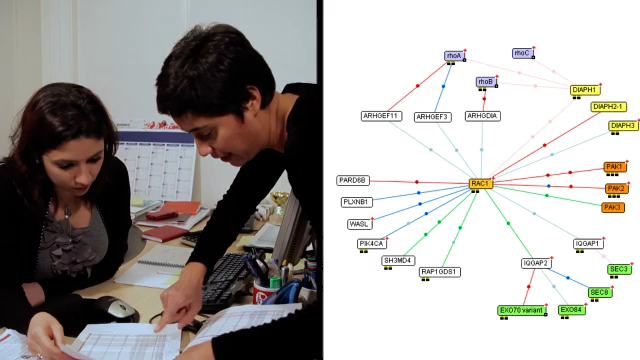 rhoA
rhoC
rhoB
DIAPH1
ARHGEF11
ARHGEF3
ARHGDIA
DIAPH2-1
DIAPH3
PAK1
PARD6B
RAC1
PAK2
PLXNB1
PAK3
WASL
PIK4CA
IQGAP1
SH3MD4
RAP1GDS1
IQGAP2
SEC3
SEC8
EXO70 variant
EXO84